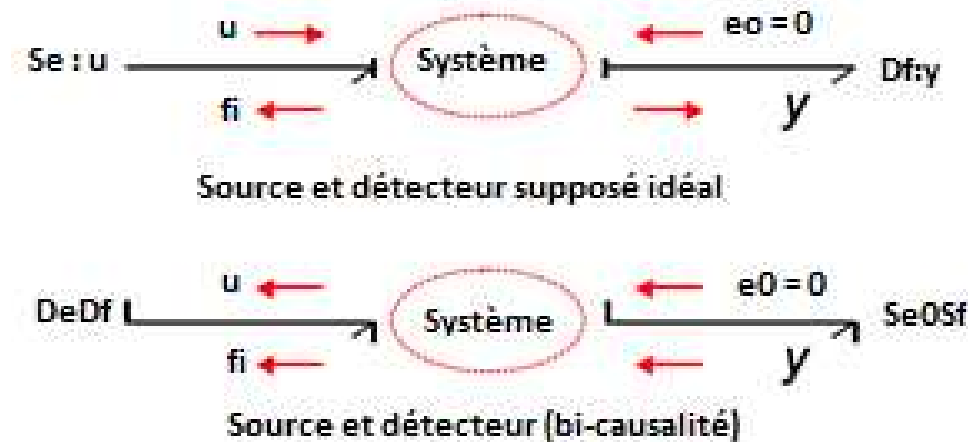 u eo = 0
Se : u Système Df:y
fi y
Source et détecteur supposé idéal
u e0 = 0
DeDf Système Se0Sf
fi y
Source et détecteur (bi-causalité)